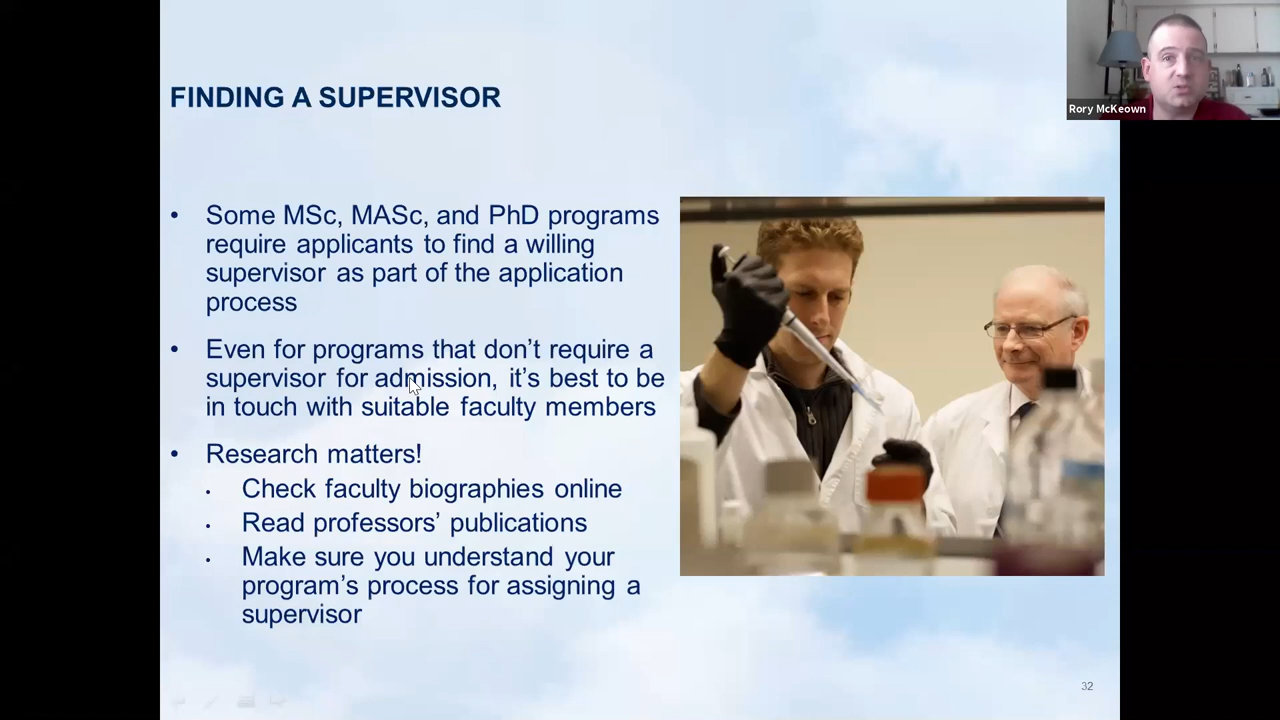 FINDING A SUPERVISOR
Rory McKeown
• Some MSc, MASc, and PhD programs
require applicants to find a willing
supervisor as part of the application
process
• Even for programs that don’t require a
supervisor for admission, it’s best to be
in touch with suitable faculty members
• Research matters!
• Check faculty biographies online
• Read professors’ publications
• Make sure you understand your
program’s process for assigning a
supervisor
32